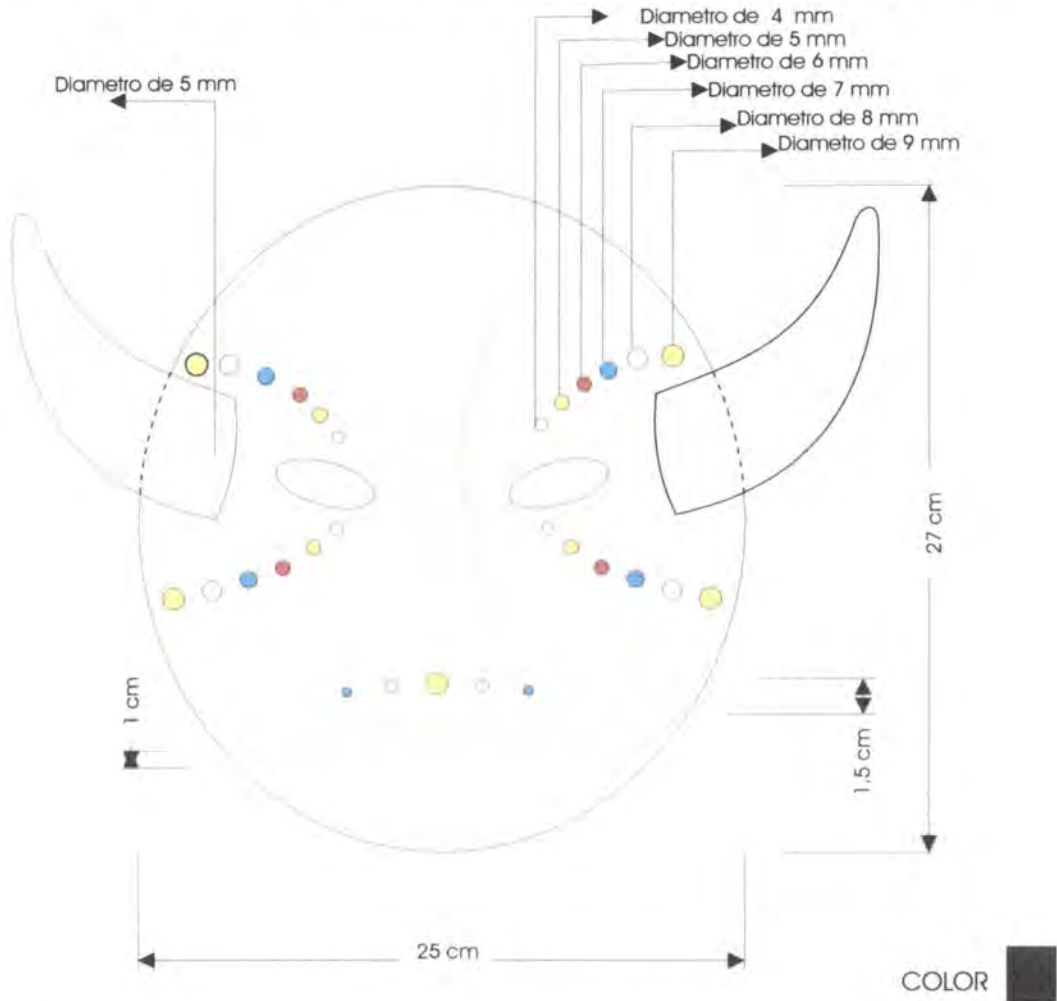 Diametro de 4 mm
Diametro de 5 mm
Diametro de 6 mm
Diametro de 7 mm
Diametro de 8 mm
Diametro de 9 mm
Diametro de 5 mm
27 cm
1 cm
1.5 cm
25 cm
COLOR